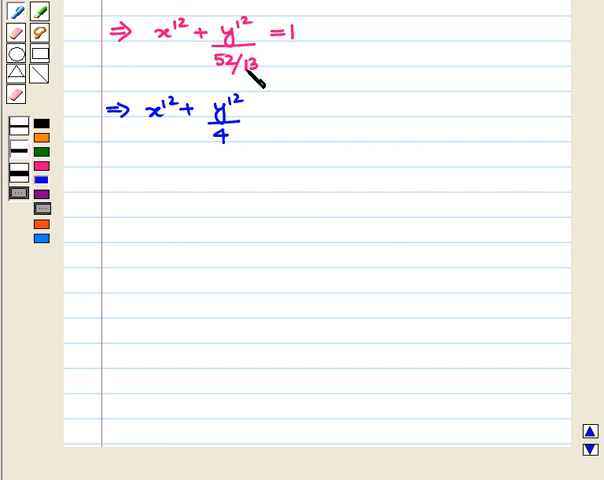 ⇒ x'² + y'²/(52/13) = 1
⇒ x'² + y'²/4